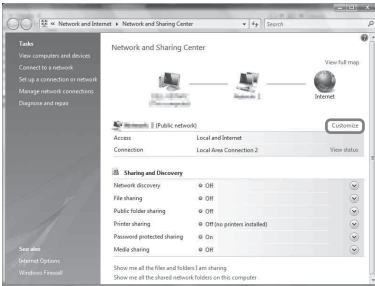 « Network and Internet ▸ Network and Sharing Center
Search
Tasks
View computers and devices
Connect to a network
Set up a connection or network
Manage network connections
Diagnose and repair
See also
Internet Options
Windows Firewall
Network and Sharing Center
View full map
Internet
(Public network)
Customize
Access Local and Internet
Connection Local Area Connection 2 View status
Sharing and Discovery
Network discovery Off
File sharing Off
Public folder sharing Off
Printer sharing Off (no printers installed)
Password protected sharing On
Media sharing Off
Show me all the files and folders I am sharing
Show me all the shared network folders on this computer